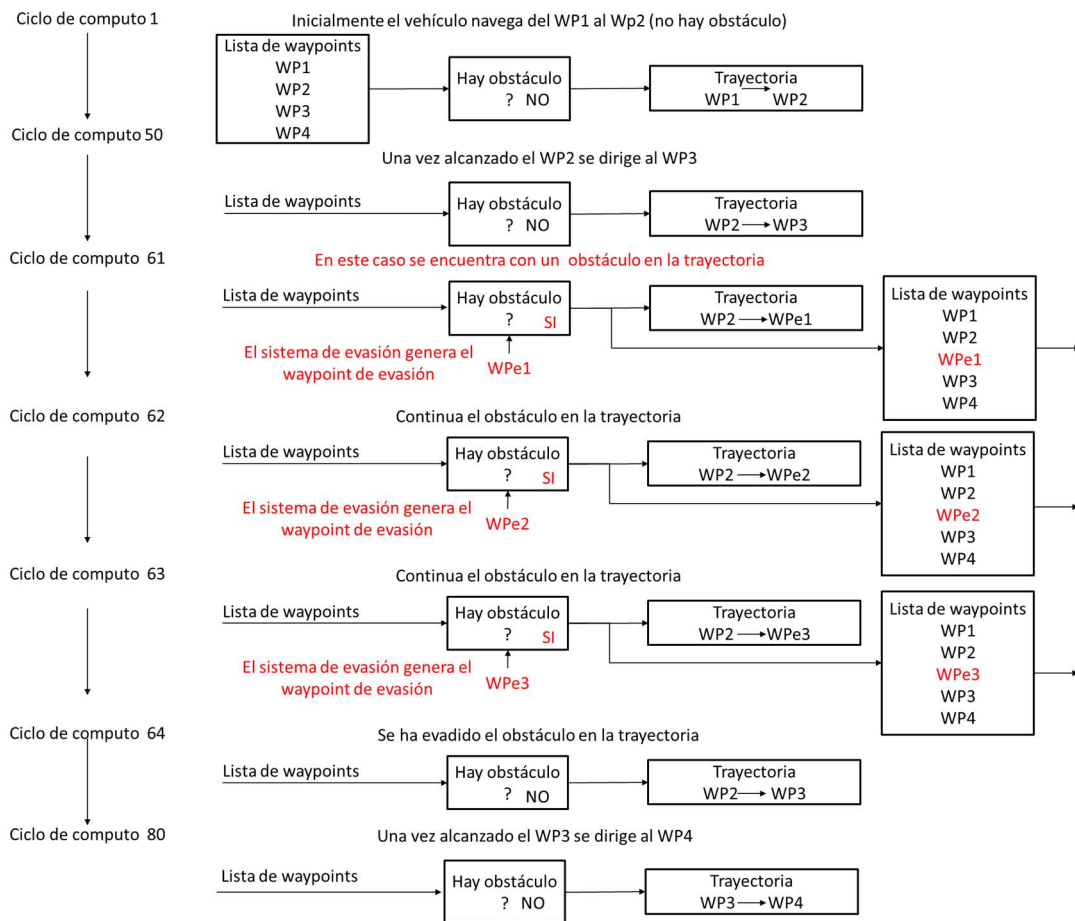 Ciclo de computo 1
Inicialmente el vehículo navega del WP1 al Wp2 (no hay obstáculo)
Lista de waypoints
WP1
WP2
WP3
WP4
Hay obstáculo
? NO
Trayectoria
WP1 WP2
Ciclo de computo 50
Una vez alcanzado el WP2 se dirige al WP3
Lista de waypoints
Hay obstáculo
? NO
Trayectoria
WP2 WP3
Ciclo de computo 61
En este caso se encuentra con un obstáculo en la trayectoria
Lista de waypoints
Hay obstáculo
? SI
Trayectoria
WP2 WPe1
El sistema de evasión genera el
waypoint de evasión
WPe1
Lista de waypoints
WP1
WP2
WPe1
WP3
WP4
Ciclo de computo 62
Continua el obstáculo en la trayectoria
Lista de waypoints
Hay obstáculo
? SI
Trayectoria
WP2 WPe2
El sistema de evasión genera el
waypoint de evasión
WPe2
Lista de waypoints
WP1
WP2
WPe2
WP3
WP4
Ciclo de computo 63
Continua el obstáculo en la trayectoria
Lista de waypoints
Hay obstáculo
? SI
Trayectoria
WP2 WPe3
El sistema de evasión genera el
waypoint de evasión
WPe3
Lista de waypoints
WP1
WP2
WPe3
WP3
WP4
Ciclo de computo 64
Se ha evadido el obstáculo en la trayectoria
Lista de waypoints
Hay obstáculo
? NO
Trayectoria
WP2 WP3
Ciclo de computo 80
Una vez alcanzado el WP3 se dirige al WP4
Lista de waypoints
Hay obstáculo
? NO
Trayectoria
WP3 WP4